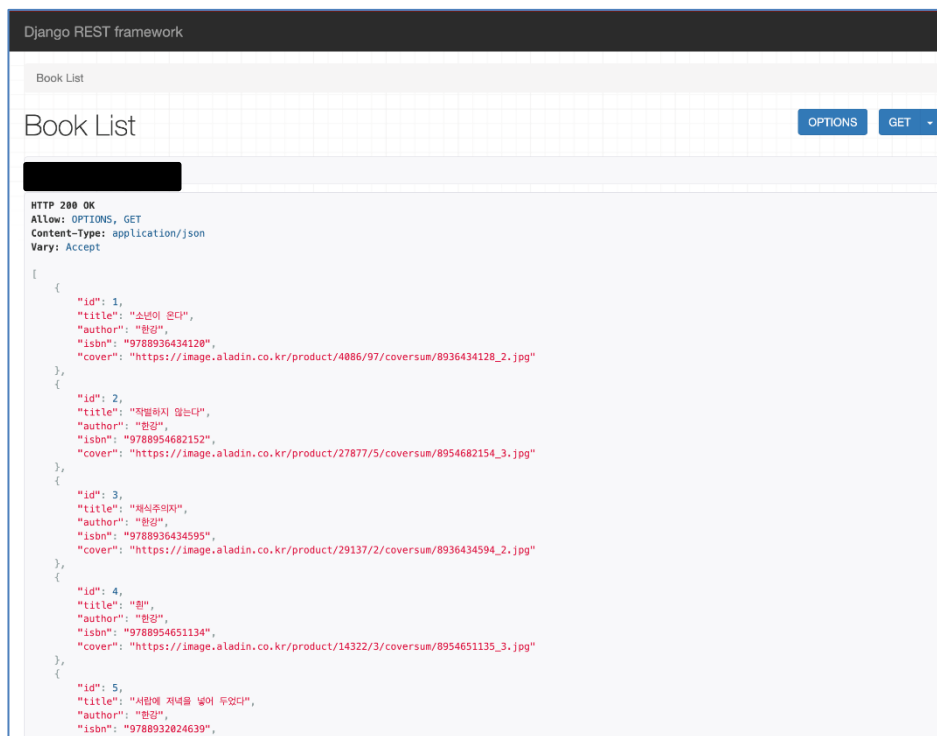 Django REST framework
Book List
Book List
OPTIONS
GET
HTTP 200 OK
Allow: OPTIONS, GET
Content-Type: application/json
Vary: Accept
[
{
"id": 1,
"title": "소년이 온다",
"author": "한강",
"isbn": "9788936434120",
"cover": "https://image.aladin.co.kr/product/4086/97/coversum/8936434128_2.jpg"
},
{
"id": 2,
"title": "작별하지 않는다",
"author": "한강",
"isbn": "9788954682152",
"cover": "https://image.aladin.co.kr/product/27877/5/coversum/8954682154_3.jpg"
},
{
"id": 3,
"title": "채식주의자",
"author": "한강",
"isbn": "9788936434595",
"cover": "https://image.aladin.co.kr/product/29137/2/coversum/8936434594_2.jpg"
},
{
"id": 4,
"title": "흰",
"author": "한강",
"isbn": "9788954651134",
"cover": "https://image.aladin.co.kr/product/14322/3/coversum/8954651135_3.jpg"
},
{
"id": 5,
"title": "서랍에 저녁을 넣어 두었다",
"author": "한강",
"isbn": "9788932024639",